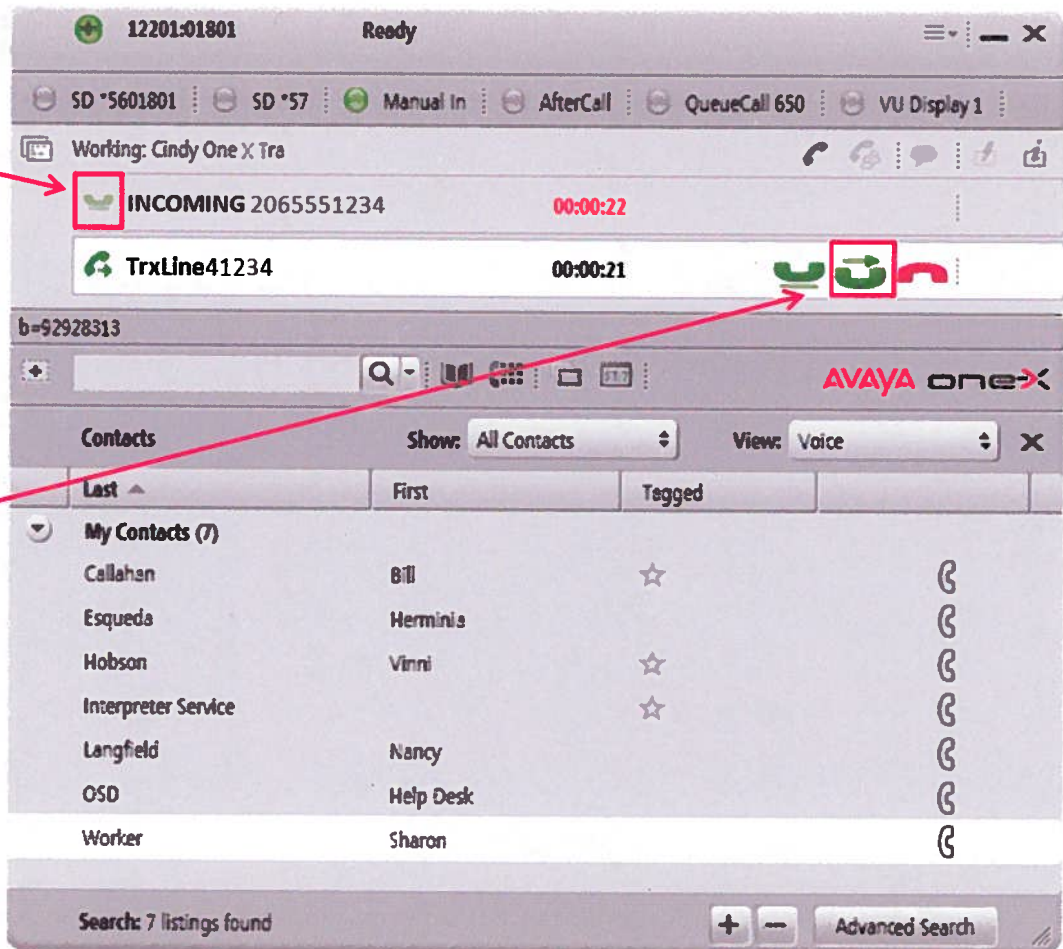 12201:01801 Ready
SD *5601801 SD *57 Manual In AfterCall QueueCall 650 VU Display 1
Working: Cindy One X Tra
INCOMING 2065551234 00:00:22
TrxLine41234 00:00:21
b=92928313
AVAYA one-X
Contacts Show: All Contacts View: Voice
Last First Tagged
My Contacts (7)
Callahan Bill
Esqueda Herminia
Hobson Vinni
Interpreter Service
Langfield Nancy
OSD Help Desk
Worker Sharon
Search: 7 listings found + − Advanced Search